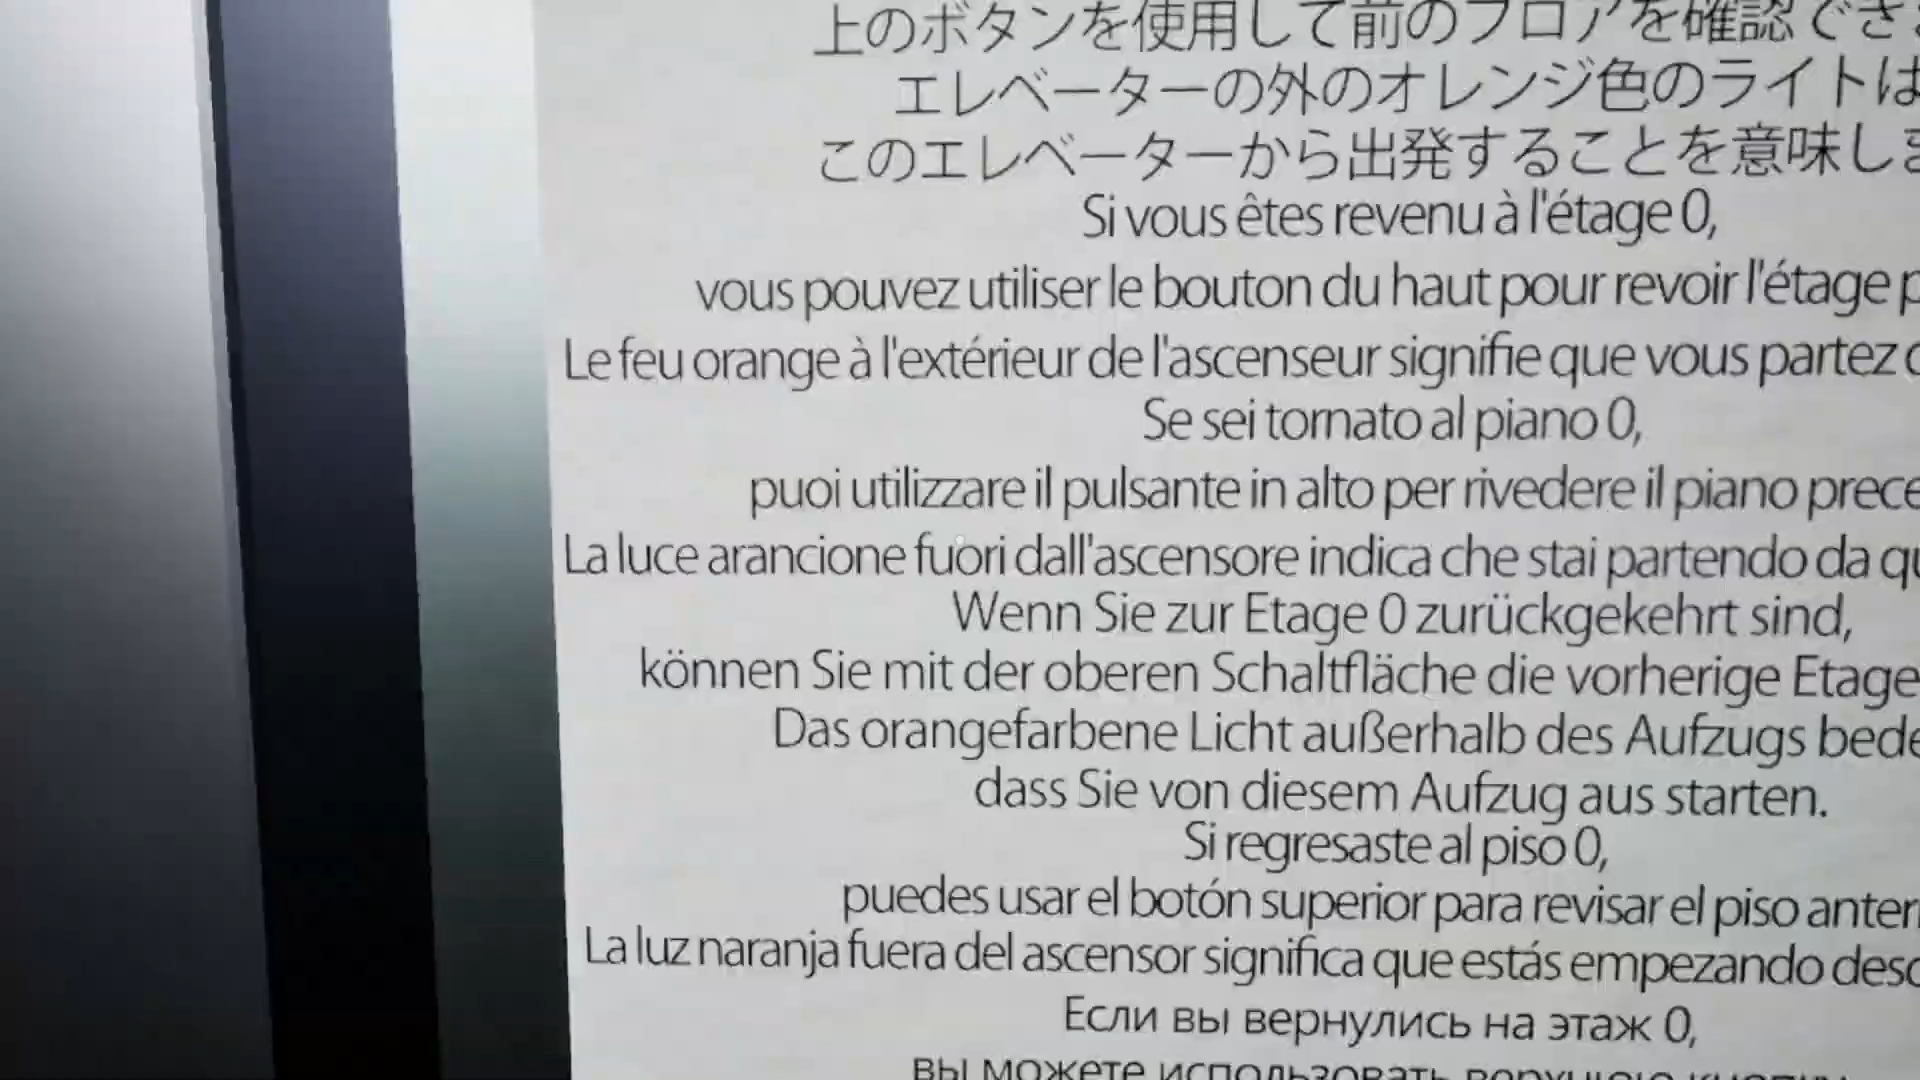 上のボタンを使用して前のフロアを確認でき
エレベーターの外のオレンジ色のライトは
このエレベーターから出発することを意味しま
Si vous êtes revenu à l'étage 0,
vous pouvez utiliser le bouton du haut pour revoir l'étage
Le feu orange à l'extérieur de l'ascenseur signifie que vous partez
Se sei tornato al piano 0,
puoi utilizzare il pulsante in alto per rivedere il piano
La luce arancione fuori dall'ascensore indica che stai partendo da
Wenn Sie zur Etage 0 zurückgekehrt sind,
können Sie mit der oberen Schaltfläche die vorherige Etage
Das orangefarbene Licht außerhalb des Aufzugs
dass Sie von diesem Aufzug aus starten.
Si regresaste al piso 0,
puedes usar el botón superior para revisar el piso
La luz naranja fuera del ascensor significa que estás empezando
Если вы вернулись на этаж 0,
вы можете использовать верхнюю кнопку